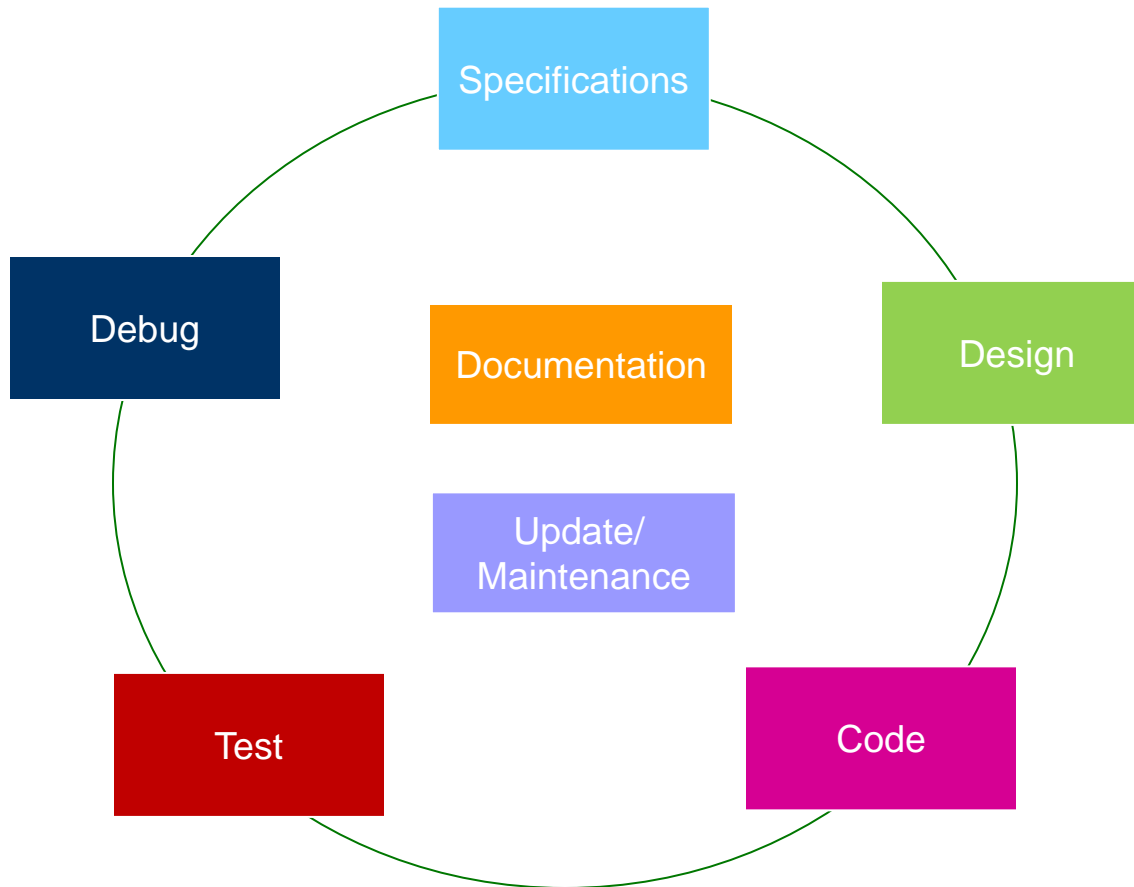 Specifications
Debug
Documentation
Design
Update/
Maintenance
Test
Code